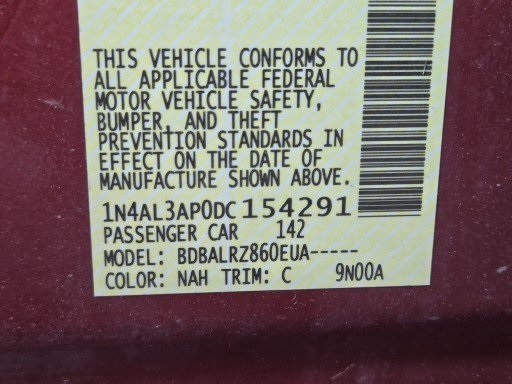 THIS VEHICLE CONFORMS TO
ALL APPLICABLE FEDERAL
MOTOR VEHICLE SAFETY,
BUMPER, AND THEFT
PREVENTION STANDARDS IN
EFFECT ON THE DATE OF
MANUFACTURE SHOWN ABOVE.
1N4AL3AP0DC154291
PASSENGER CAR 142
MODEL: BDBALRZ860EUA-----
COLOR: NAH TRIM: C 9N00A